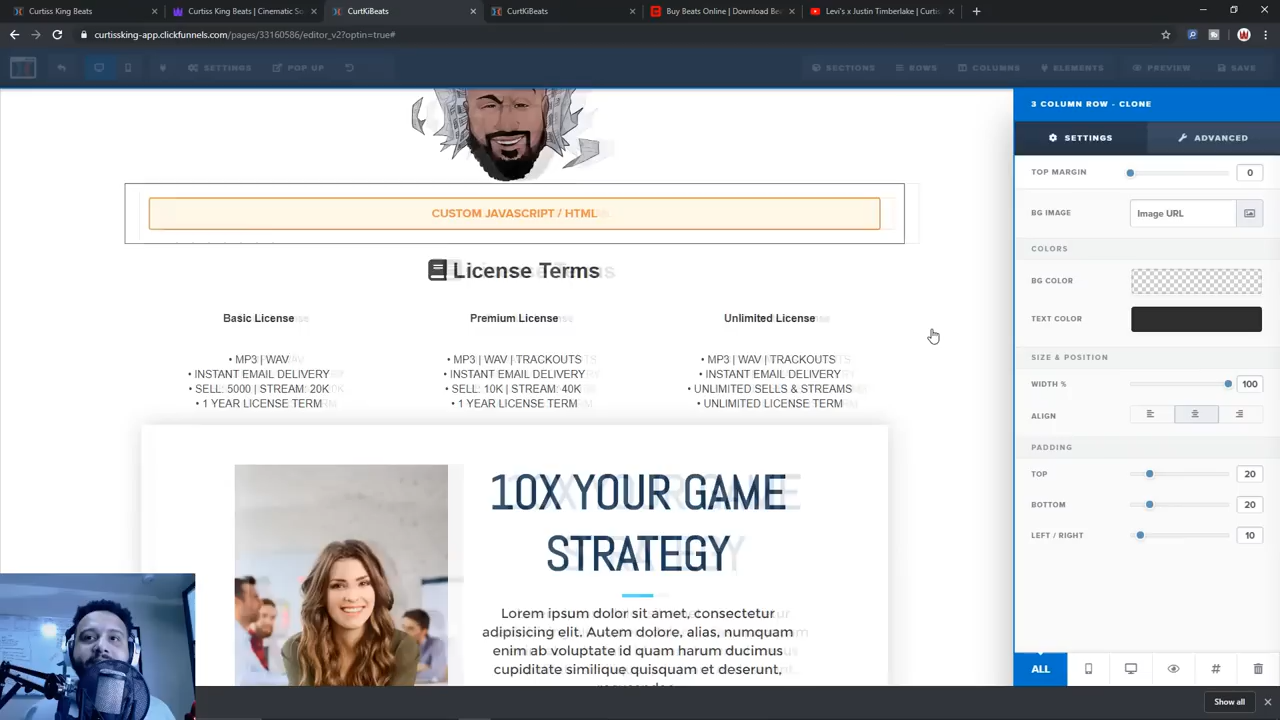 Curtiss King Beats
Curtiss King Beats | Cinematic So
CurtKiBeats
CurtKiBeats
Buy Beats Online | Download Be
Levi's x Justin Timberlake | Curtis
curtissking-app.clickfunnels.com/pages/33160586/editor_v2?optin=true#
SETTINGS
POP UP
SECTIONS
ROWS
COLUMNS
ELEMENTS
PREVIEW
SAVE
3 COLUMN ROW - CLONE
SETTINGS
ADVANCED
TOP MARGIN
0
BG IMAGE
Image URL
COLORS
BG COLOR
TEXT COLOR
SIZE & POSITION
WIDTH %
100
ALIGN
PADDING
TOP
20
BOTTOM
20
LEFT / RIGHT
10
ALL
CUSTOM JAVASCRIPT / HTML
License Terms
Basic License
• MP3 | WAV
• INSTANT EMAIL DELIVERY
• SELL: 5000 | STREAM: 20K
• 1 YEAR LICENSE TERM
Premium License
• MP3 | WAV | TRACKOUTS
• INSTANT EMAIL DELIVERY
• SELL: 10K | STREAM: 40K
• 1 YEAR LICENSE TERM
Unlimited License
• MP3 | WAV | TRACKOUTS
• INSTANT EMAIL DELIVERY
• UNLIMITED SELLS & STREAMS
• UNLIMITED LICENSE TERM
10X YOUR GAME
STRATEGY
Lorem ipsum dolor sit amet, consectetur
adipisicing elit. Autem dolore, alias, numquam
enim ab voluptate id quam harum ducimus
cupiditate similique quisquam et deserunt,
Show all